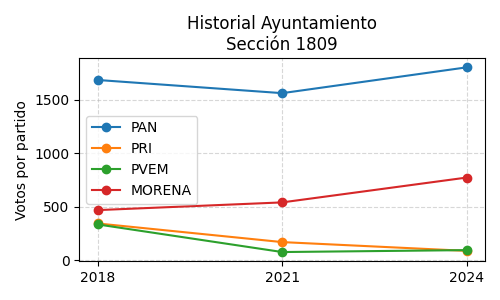 Historial Ayuntamiento
Sección 1809
Votos por partido
1500
1000
500
0
PAN
PRI
PVEM
MORENA
2018
2021
2024